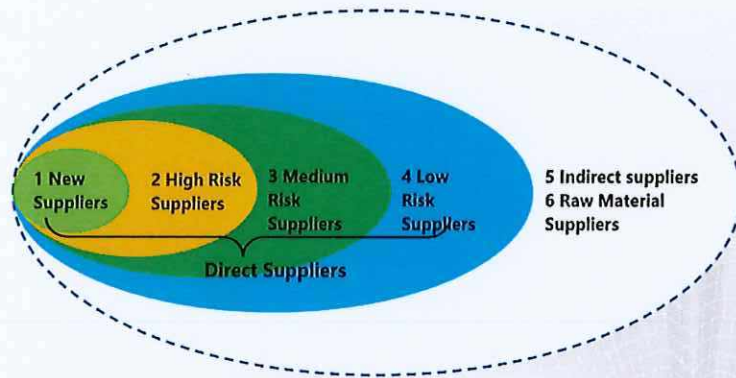 1 New
Suppliers
2 High Risk
Suppliers
3 Medium
Risk
Suppliers
4 Low
Risk
Suppliers
5 Indirect suppliers
6 Raw Material
Suppliers
Direct Suppliers